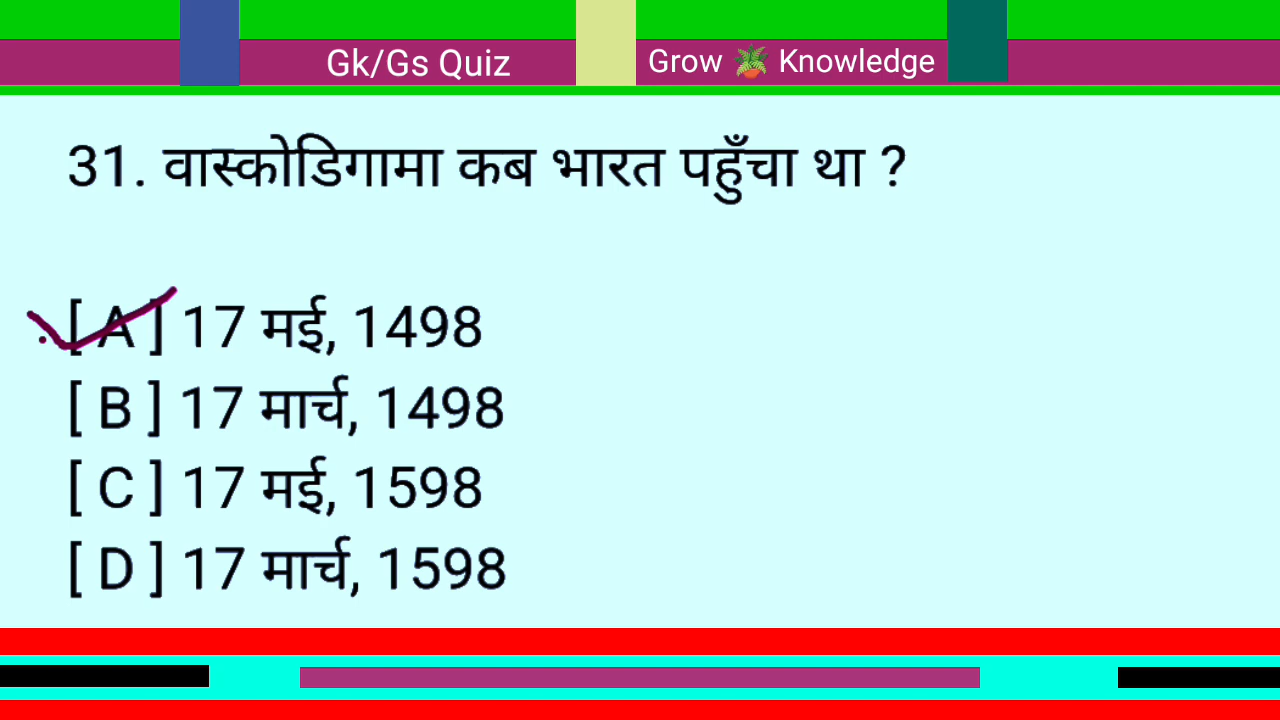 Gk/Gs Quiz
Grow Knowledge
31. वास्कोडिगामा कब भारत पहुँचा था ?
[ A ] 17 मई, 1498
[ B ] 17 मार्च, 1498
[ C ] 17 मई, 1598
[ D ] 17 मार्च, 1598